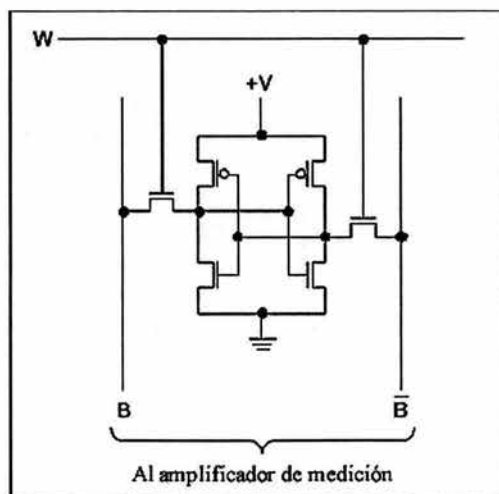 W
+V
B
B̅
Al amplificador de medición